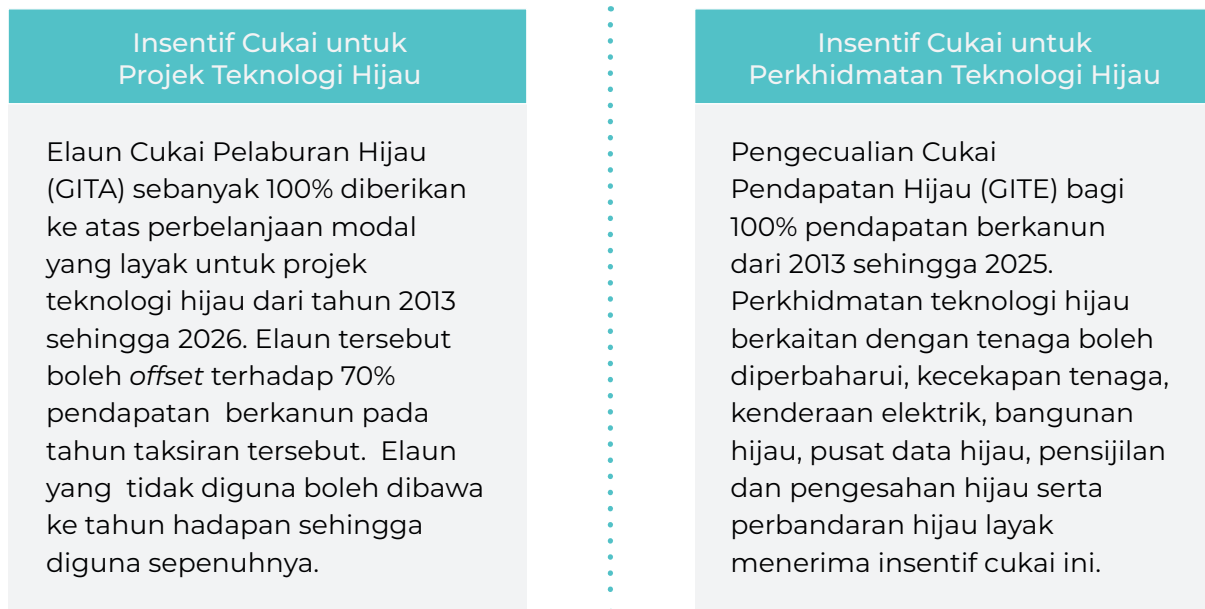 Insentif Cukai untuk
Projek Teknologi Hijau
Elaun Cukai Pelaburan Hijau
(GITA) sebanyak 100% diberikan
ke atas perbelanjaan modal
yang layak untuk projek
teknologi hijau dari tahun 2013
sehingga 2026. Elaun tersebut
boleh offset terhadap 70%
pendapatan berkanun pada
tahun taksiran tersebut. Elaun
yang tidak diguna boleh dibawa
ke tahun hadapan sehingga
diguna sepenuhnya.
Insentif Cukai untuk
Perkhidmatan Teknologi Hijau
Pengecualian Cukai
Pendapatan Hijau (GITE) bagi
100% pendapatan berkanun
dari 2013 sehingga 2025.
Perkhidmatan teknologi hijau
berkaitan dengan tenaga boleh
diperbaharui, kecekapan tenaga,
kenderaan elektrik, bangunan
hijau, pusat data hijau, pensijilan
dan pengesahan hijau serta
perbandaran hijau layak
menerima insentif cukai ini.